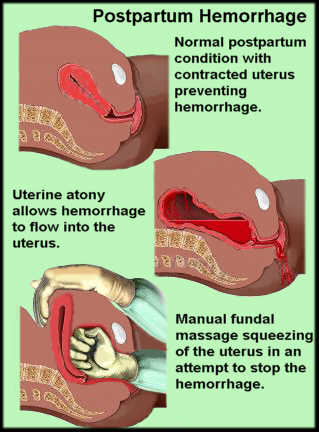 Postpartum Hemorrhage
Normal postpartum
condition with
contracted uterus
preventing
hemorrhage.
Uterine atony
allows hemorrhage
to flow into the
uterus.
Manual fundal
massage squeezing
of the uterus in an
attempt to stop the
hemorrhage.